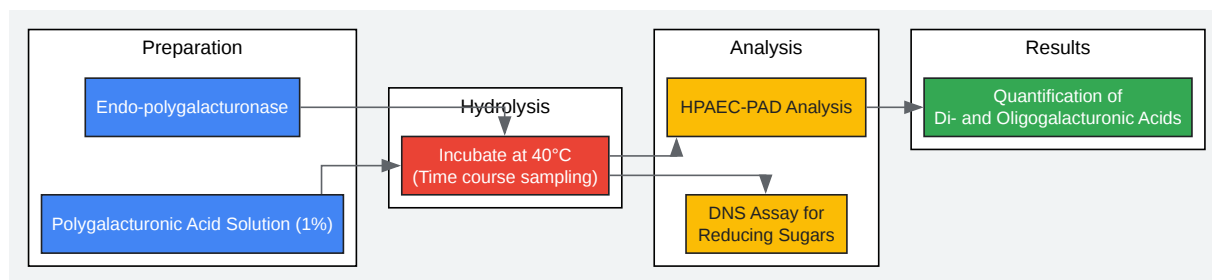 Preparation
Endo-polygalacturonase
Polygalacturonic Acid Solution (1%)
Hydrolysis
Incubate at 40°C
(Time course sampling)
Analysis
HPAEC-PAD Analysis
DNS Assay for
Reducing Sugars
Results
Quantification of
Di- and Oligogalacturonic Acids